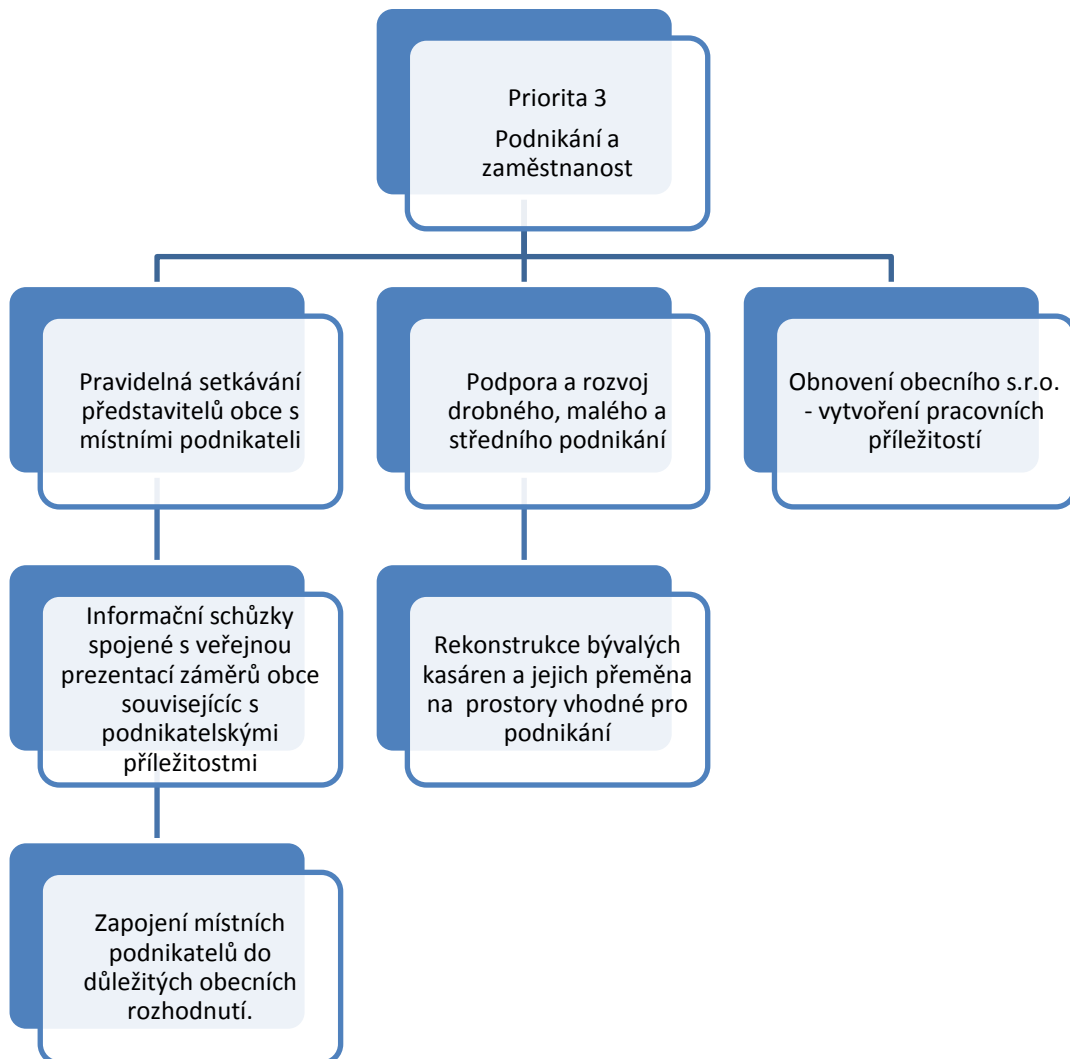 Priorita 3
Podnikání a
zaměstnanost
Pravidelná setkávání
představitelů obce s
místními podnikateli
Podpora a rozvoj
drobného, malého a
středního podnikání
Obnovení obecního s.r.o.
- vytvoření pracovních
příležitostí
Informační schůzky
spojené s veřejnou
prezentací záměrů obce
souvisejícíc s
podnikatelskými
příležitostmi
Rekonstrukce bývalých
kasáren a jejich přeměna
na prostory vhodné pro
podnikání
Zapojení místních
podnikatelů do
důležitých obecních
rozhodnutí.